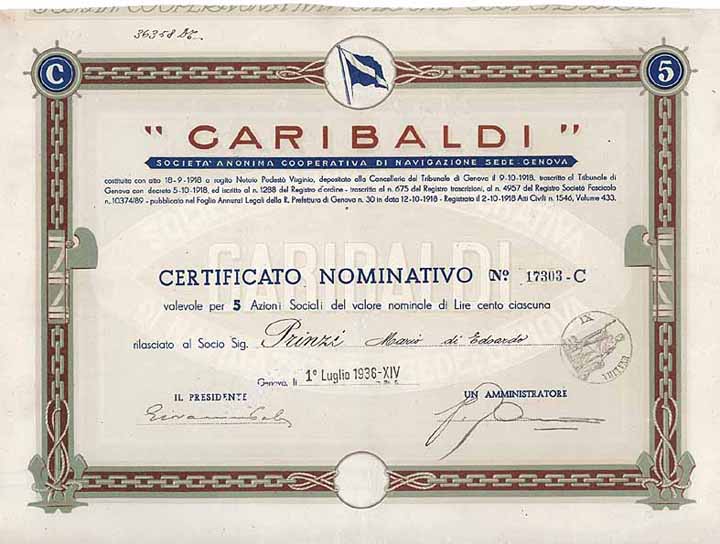 36358 Dz.
C
5
"GARIBALDI"
SOCIETA' ANONIMA COOPERATIVA DI NAVIGAZIONE SEDE GENOVA
costituita con atto 18-9-1918 a rogito Notaio Podestà Virginio, depositato alla Cancelleria del Tribunale di Genova il 9-10-1918, trascritto al Tribunale di
Genova con decreto 5-10-1918, ed iscritto al n. 1288 del Registro d'ordine - trascritto al n. 675 del Registro trascrizioni, al n. 4957 del Registro Società Fascicolo
n. 10374/89 - pubblicato nel Foglio Annunzi Legali della R. Prefettura di Genova n. 30 in data 12-10-1918 - Registrato il 2-10-1918 Atti Civili n. 1546, Volume 433.
GARIBALDI
CERTIFICATO NOMINATIVO No 17303-C
valevole per 5 Azioni Sociali del valore nominale di Lire cento ciascuna
rilasciato al Socio Sig. Prinzi Mario di Edoardo
Genova, li 1° Luglio 1936-XIV
IL PRESIDENTE
UN AMMINISTRATORE